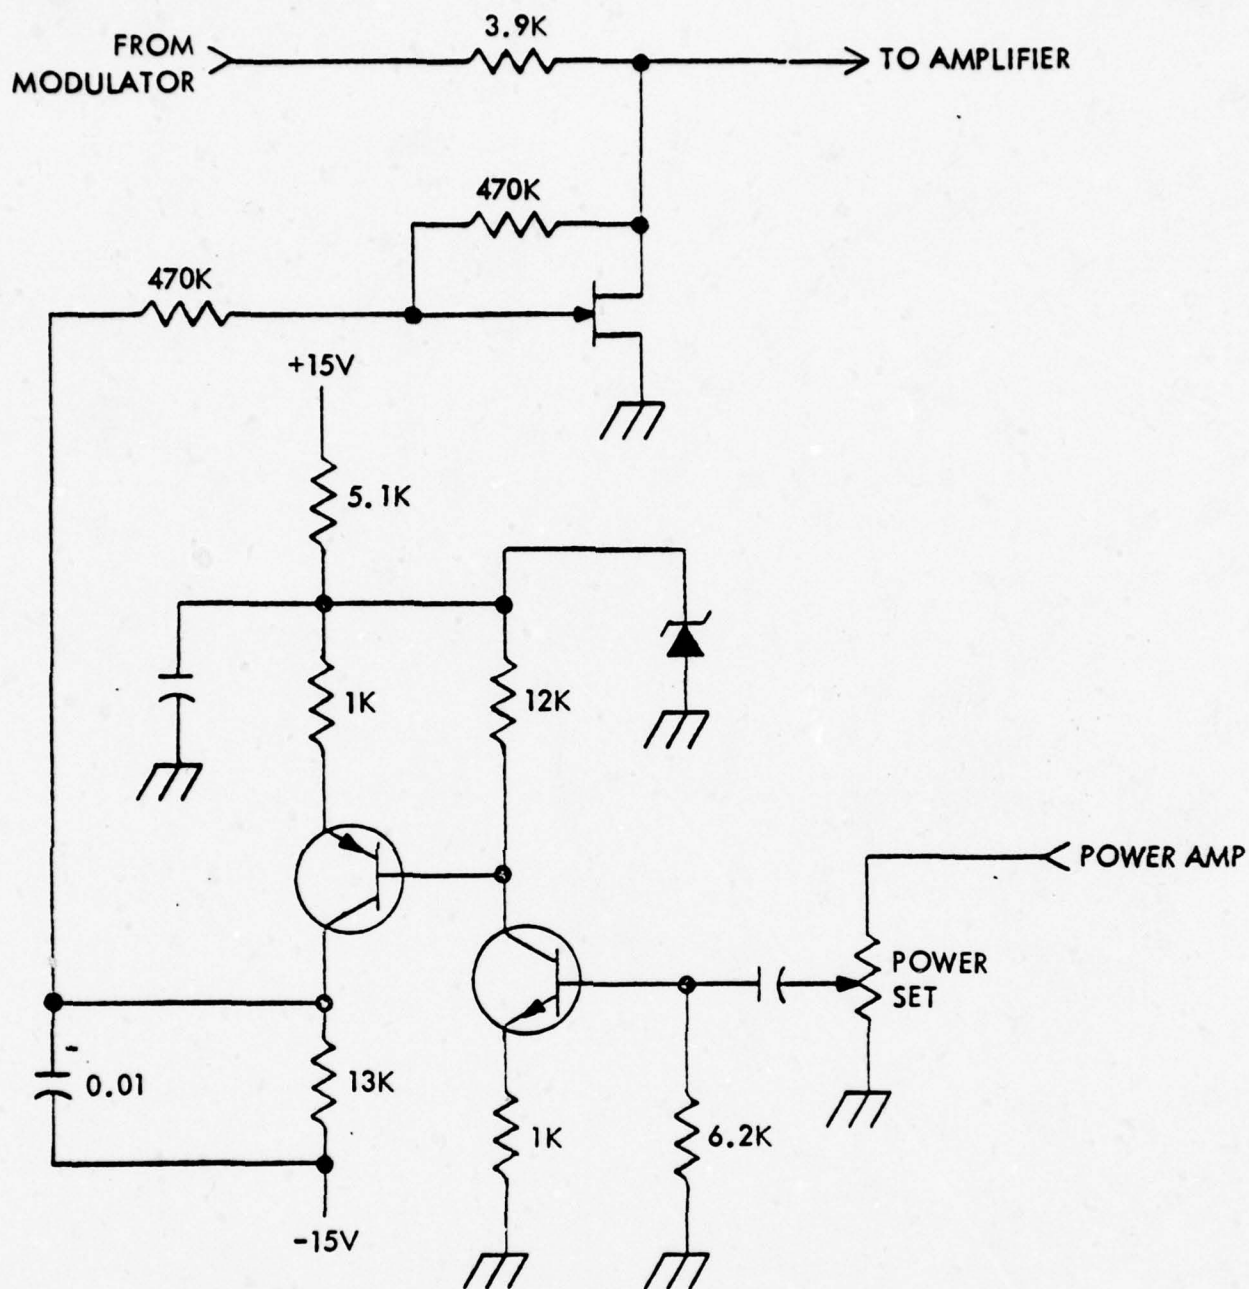 3.9K
FROM
MODULATOR
TO AMPLIFIER
470K
470K
+15V
5.1K
1K
12K
POWER AMP
POWER
SET
0.01
13K
1K
6.2K
-15V